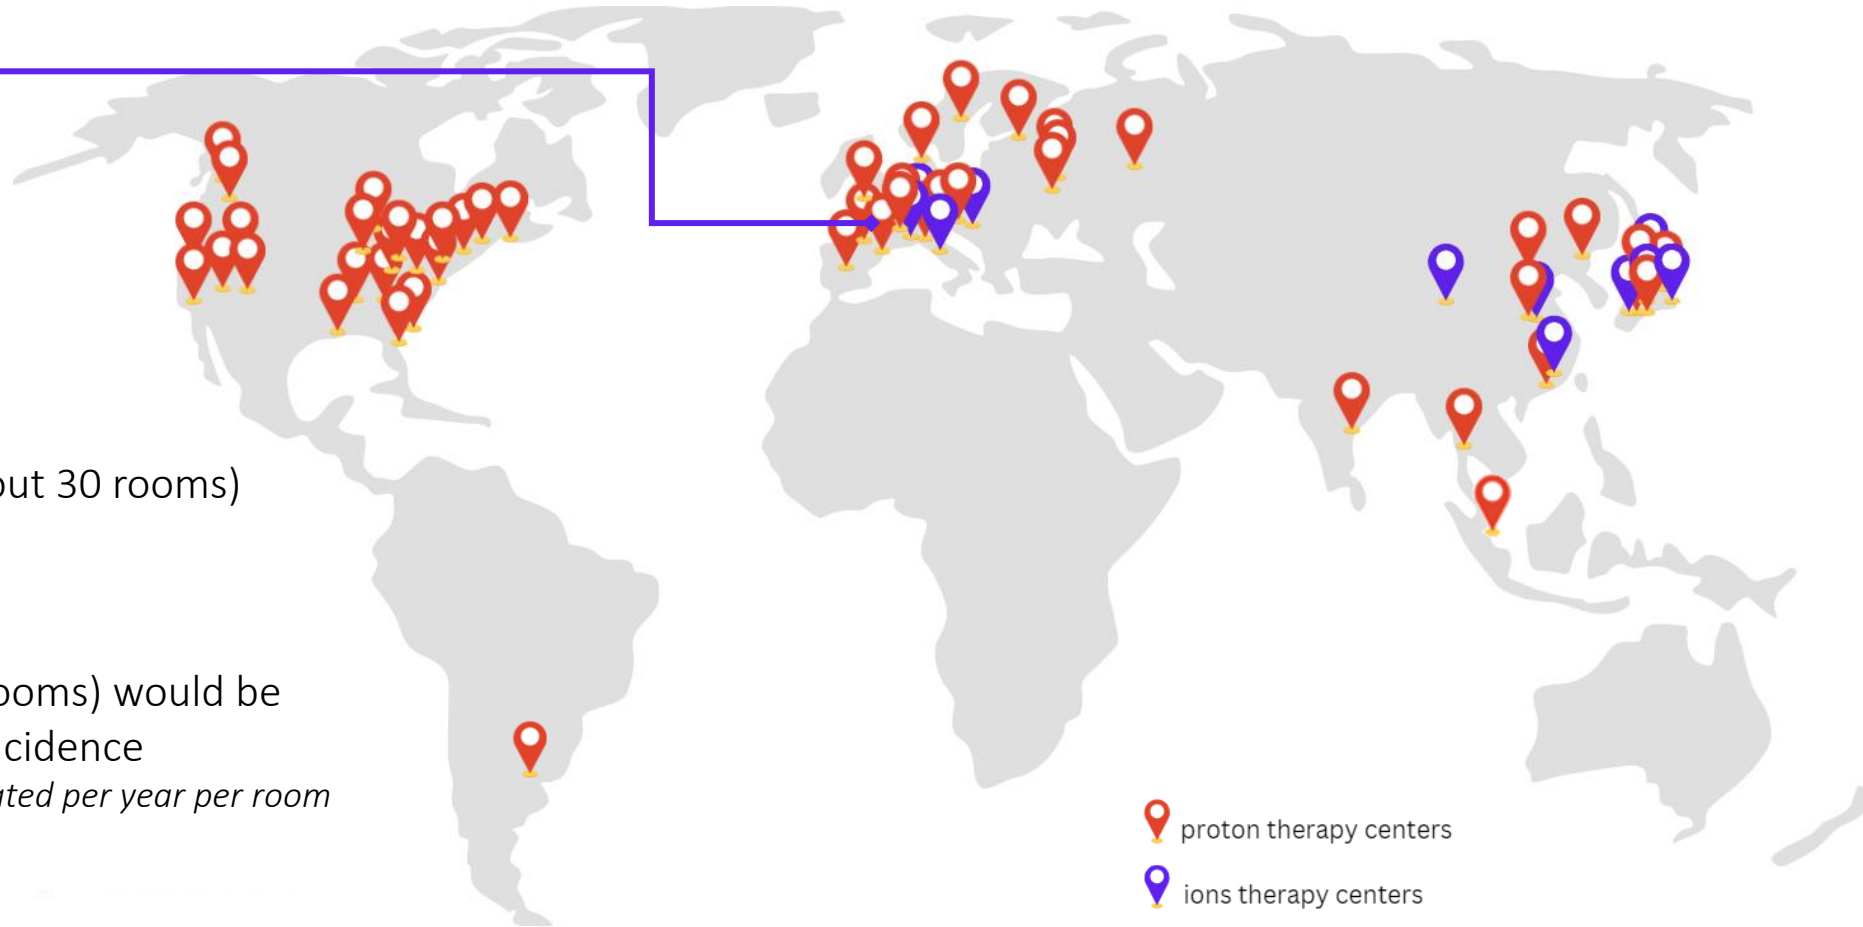 out 30 rooms)
ooms) would be
cidence
ated per year per room
proton therapy centers
ions therapy centers